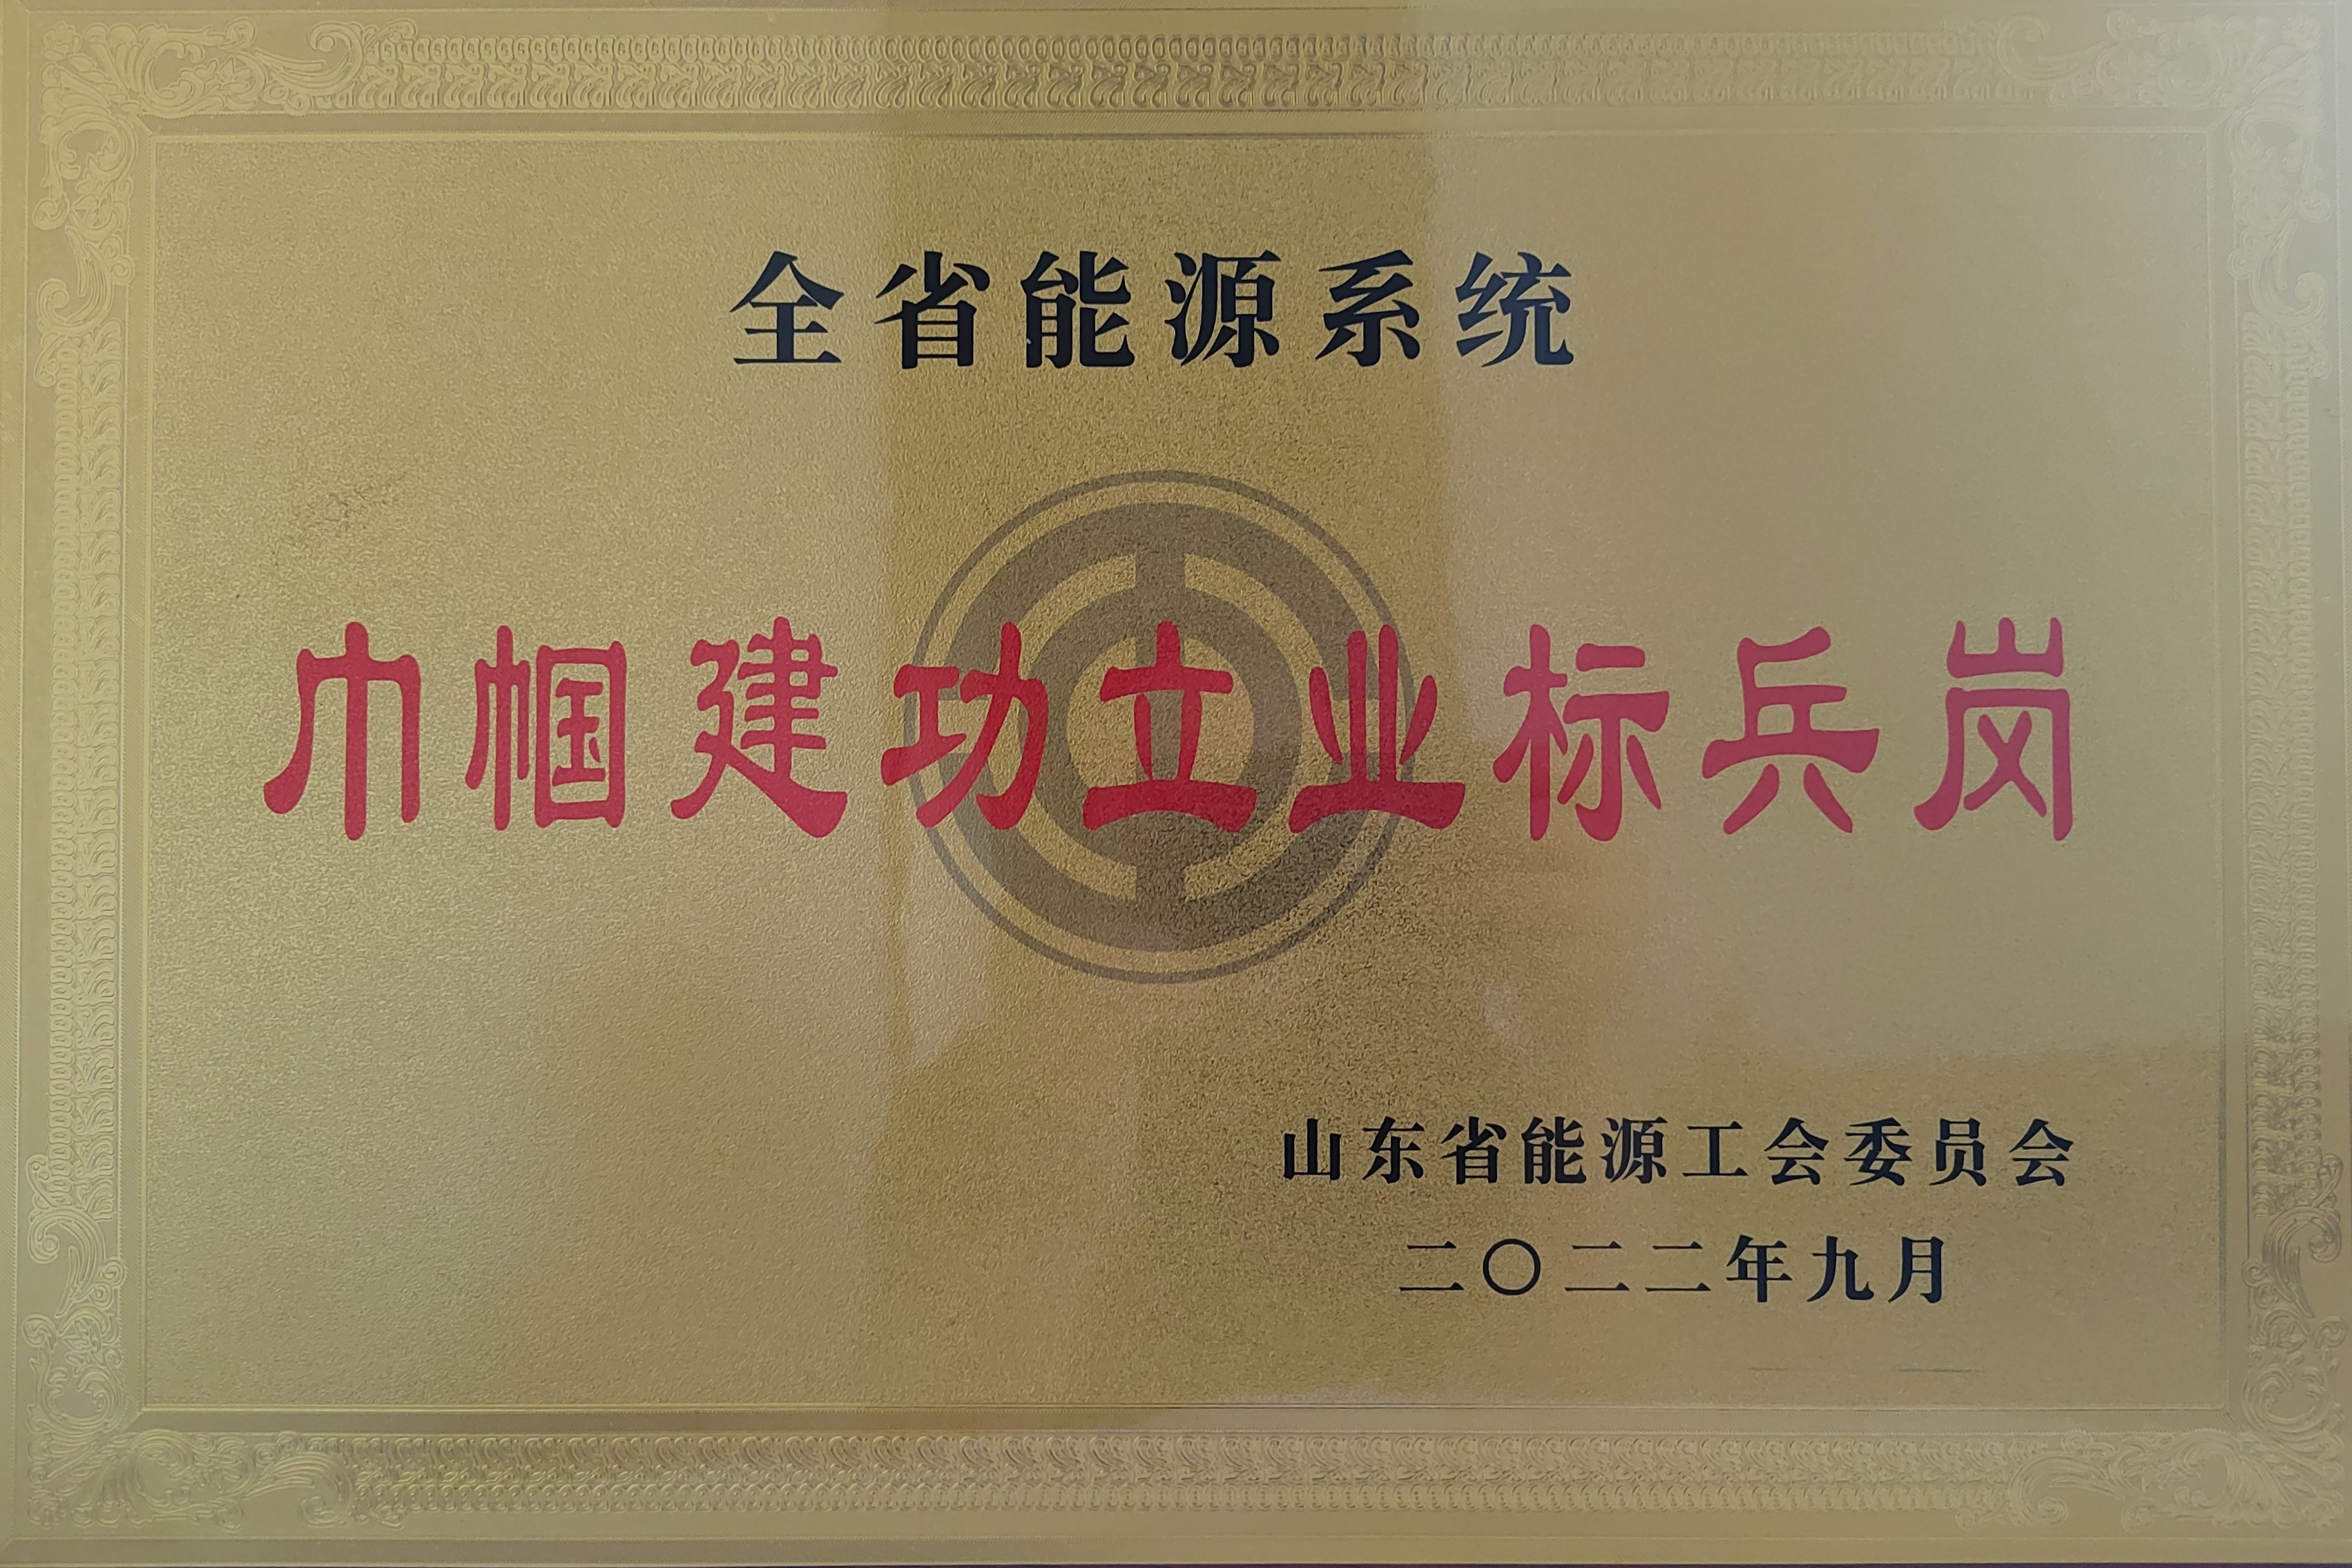 全省能源系统
巾帼建功立业标兵岗
山东省能源工会委员会
二〇二二年九月